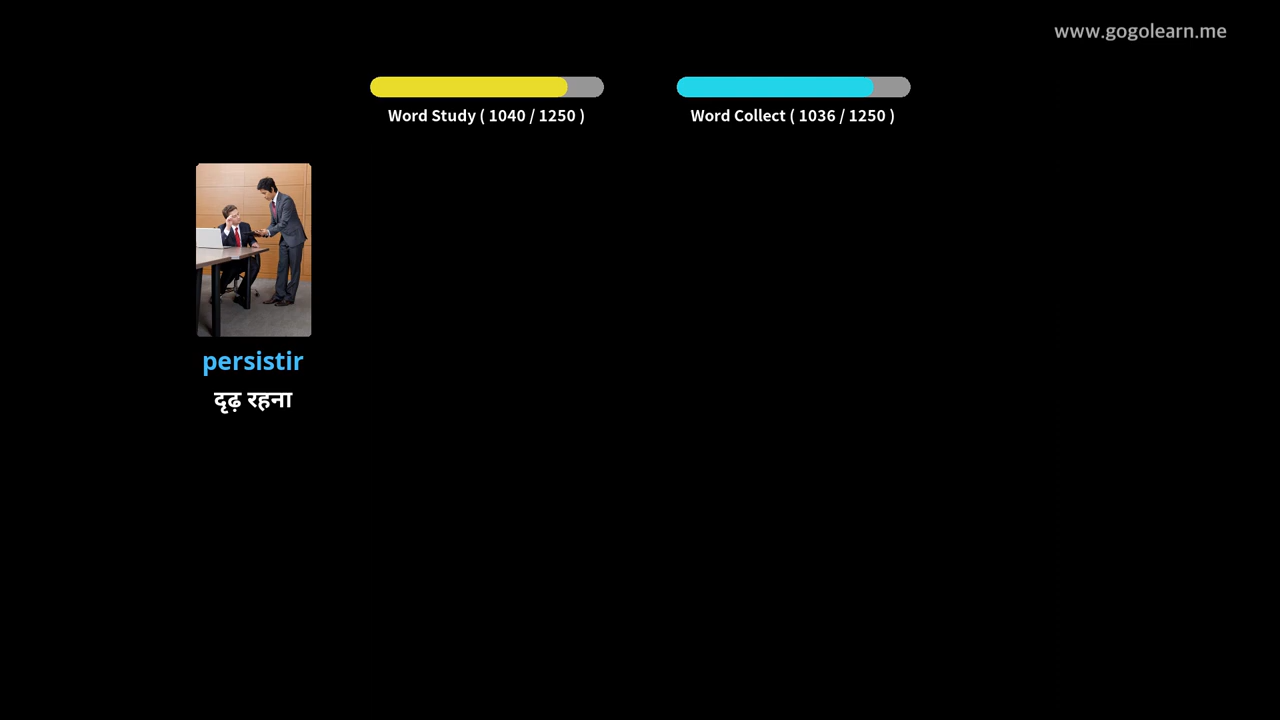 www.gogolearn.me
Word Study ( 1040 / 1250 )
Word Collect ( 1036 / 1250 )
persistir
दृढ़ रहना